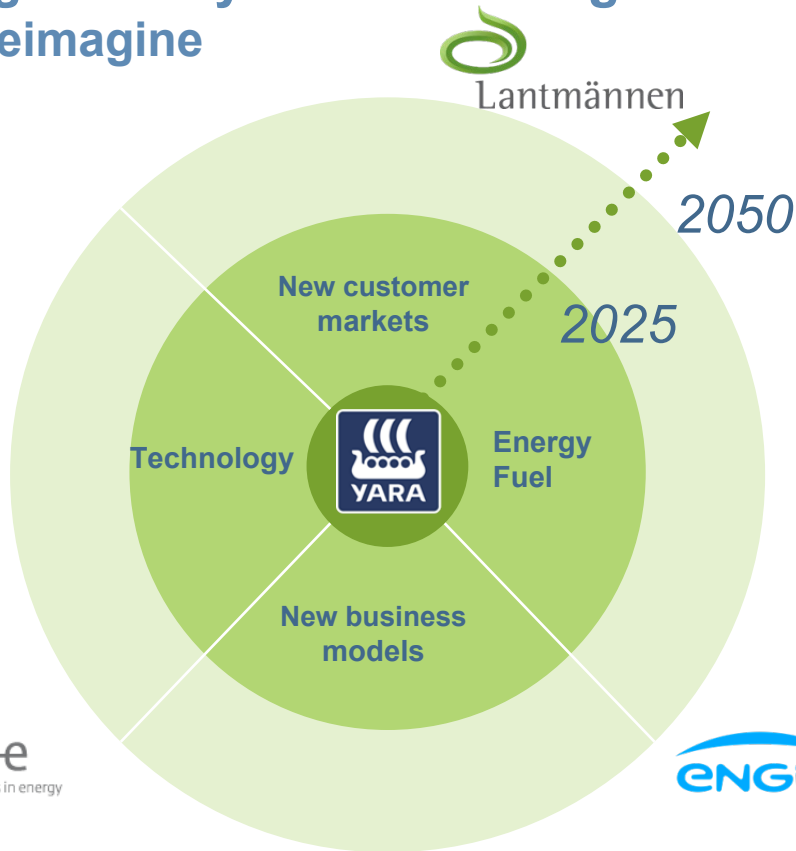 eimagine
Lantmännen
2050
New customer
markets
2025
Technology
YARA
Energy
Fuel
New business
models
e
in energy
eNG